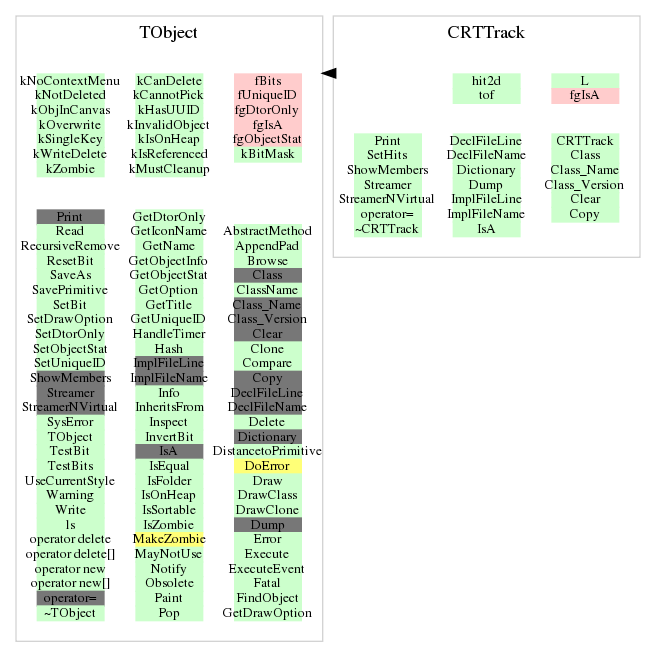 TObject
kNoContextMenu kCanDelete fBits
kNotDeleted kCannotPick fUniqueID
kObjInCanvas kHasUUID fgDtorOnly
kOverwrite kInvalidObject fgIsA
kSingleKey kIsOnHeap fgObjectStat
kWriteDelete kIsReferenced kBitMask
kZombie kMustCleanup
Print GetDtorOnly
Read GetIconName AbstractMethod
RecursiveRemove GetName AppendPad
ResetBit GetObjectInfo Browse
SaveAs GetObjectStat Class
SavePrimitive GetOption ClassName
SetBit GetTitle Class_Name
SetDrawOption GetUniqueID Class_Version
SetDtorOnly HandleTimer Clear
SetObjectStat Hash Clone
SetUniqueID ImplFileLine Compare
ShowMembers ImplFileName Copy
Streamer Info DeclFileLine
StreamerNVirtual InheritsFrom DeclFileName
SysError Inspect Delete
TObject InvertBit Dictionary
TestBit IsA DistancetoPrimitive
TestBits IsEqual DoError
UseCurrentStyle IsFolder Draw
Warning IsOnHeap DrawClass
Write IsSortable DrawClone
ls IsZombie Dump
operator delete MakeZombie Error
operator delete[] MayNotUse Execute
operator new Notify ExecuteEvent
operator new[] Obsolete Fatal
operator= Paint FindObject
~TObject Pop GetDrawOption
CRTTrack
hit2d L
tof fgIsA
Print DeclFileLine CRTTrack
SetHits DeclFileName Class
ShowMembers Dictionary Class_Name
Streamer Dump Class_Version
StreamerNVirtual ImplFileLine Clear
operator= ImplFileName Copy
~CRTTrack IsA